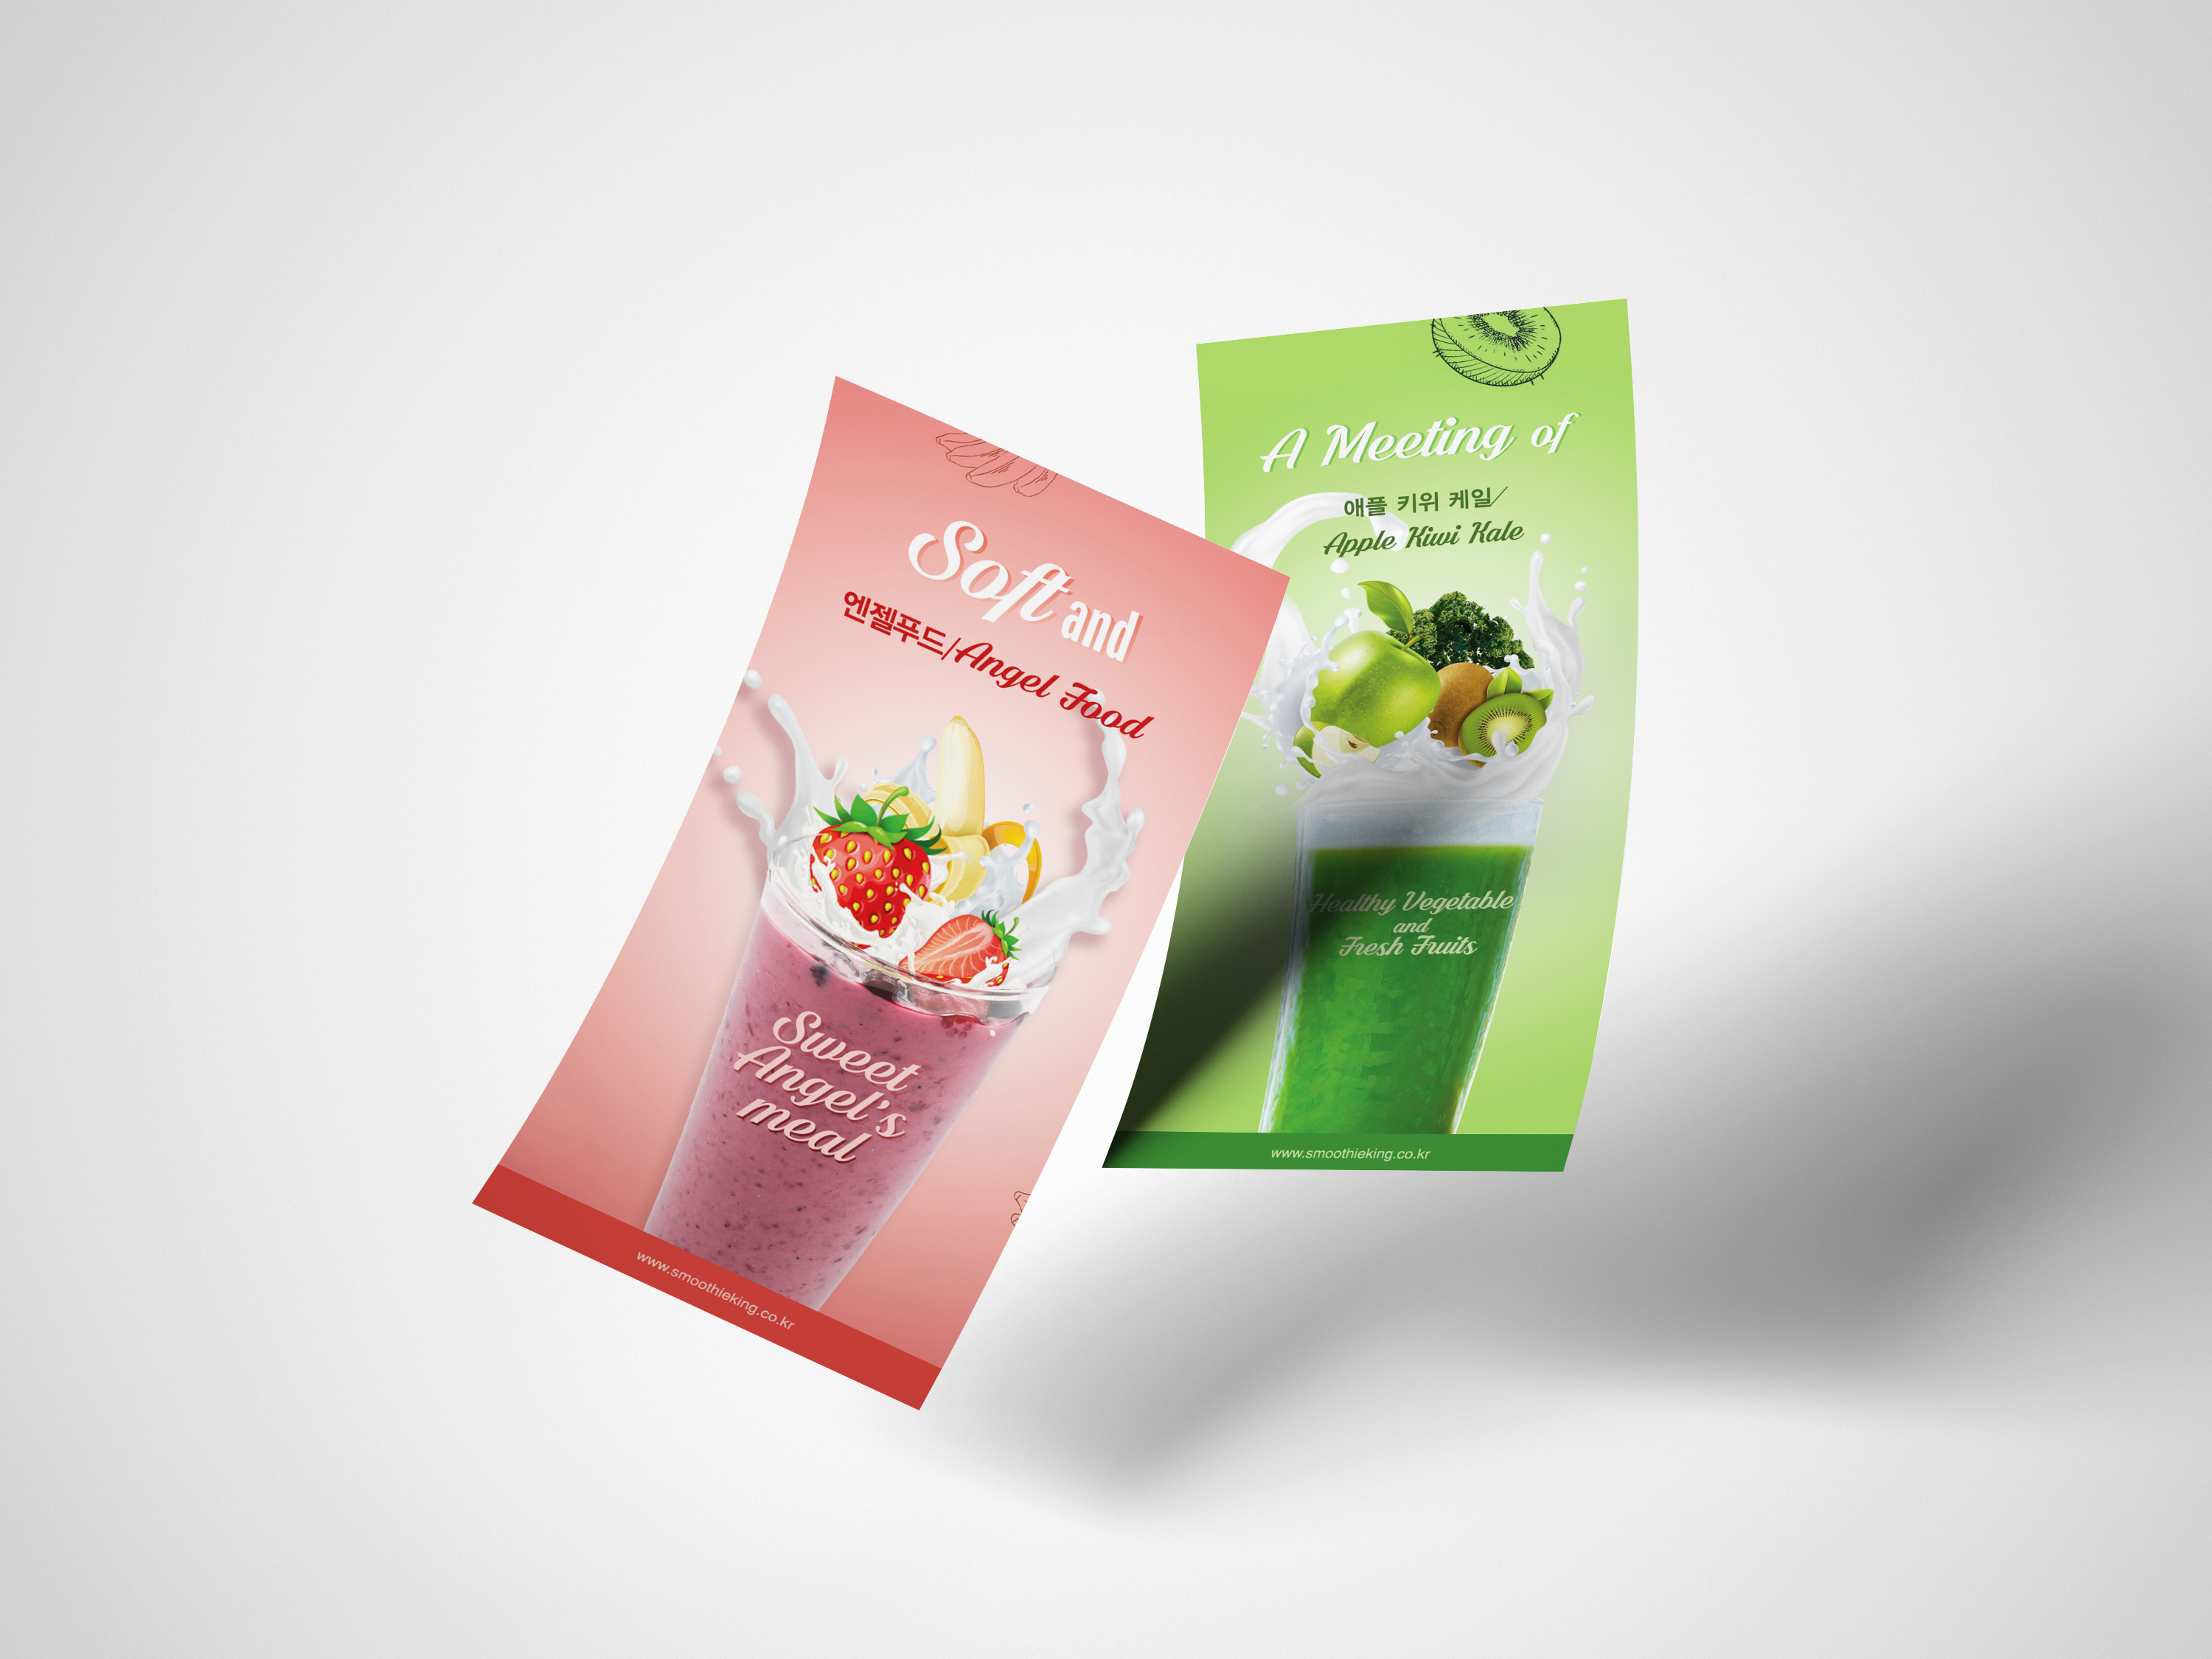 Soft and
엔젤푸드/Angel Food
Sweet
Angel's
meal
www.smoothieking.co.kr
A Meeting of
애플 키위 케일/
Apple Kiwi Kale
Healthy Vegetable
and
Fresh Fruits
www.smoothieking.co.kr